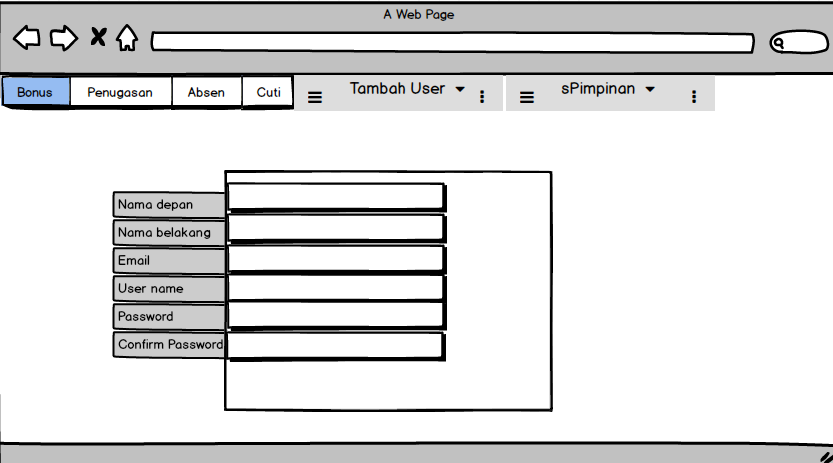 A Web Page
Bonus Penugasan Absen Cuti Tambah User sPimpinan
Nama depan
Nama belakang
Email
User name
Password
Confirm Password